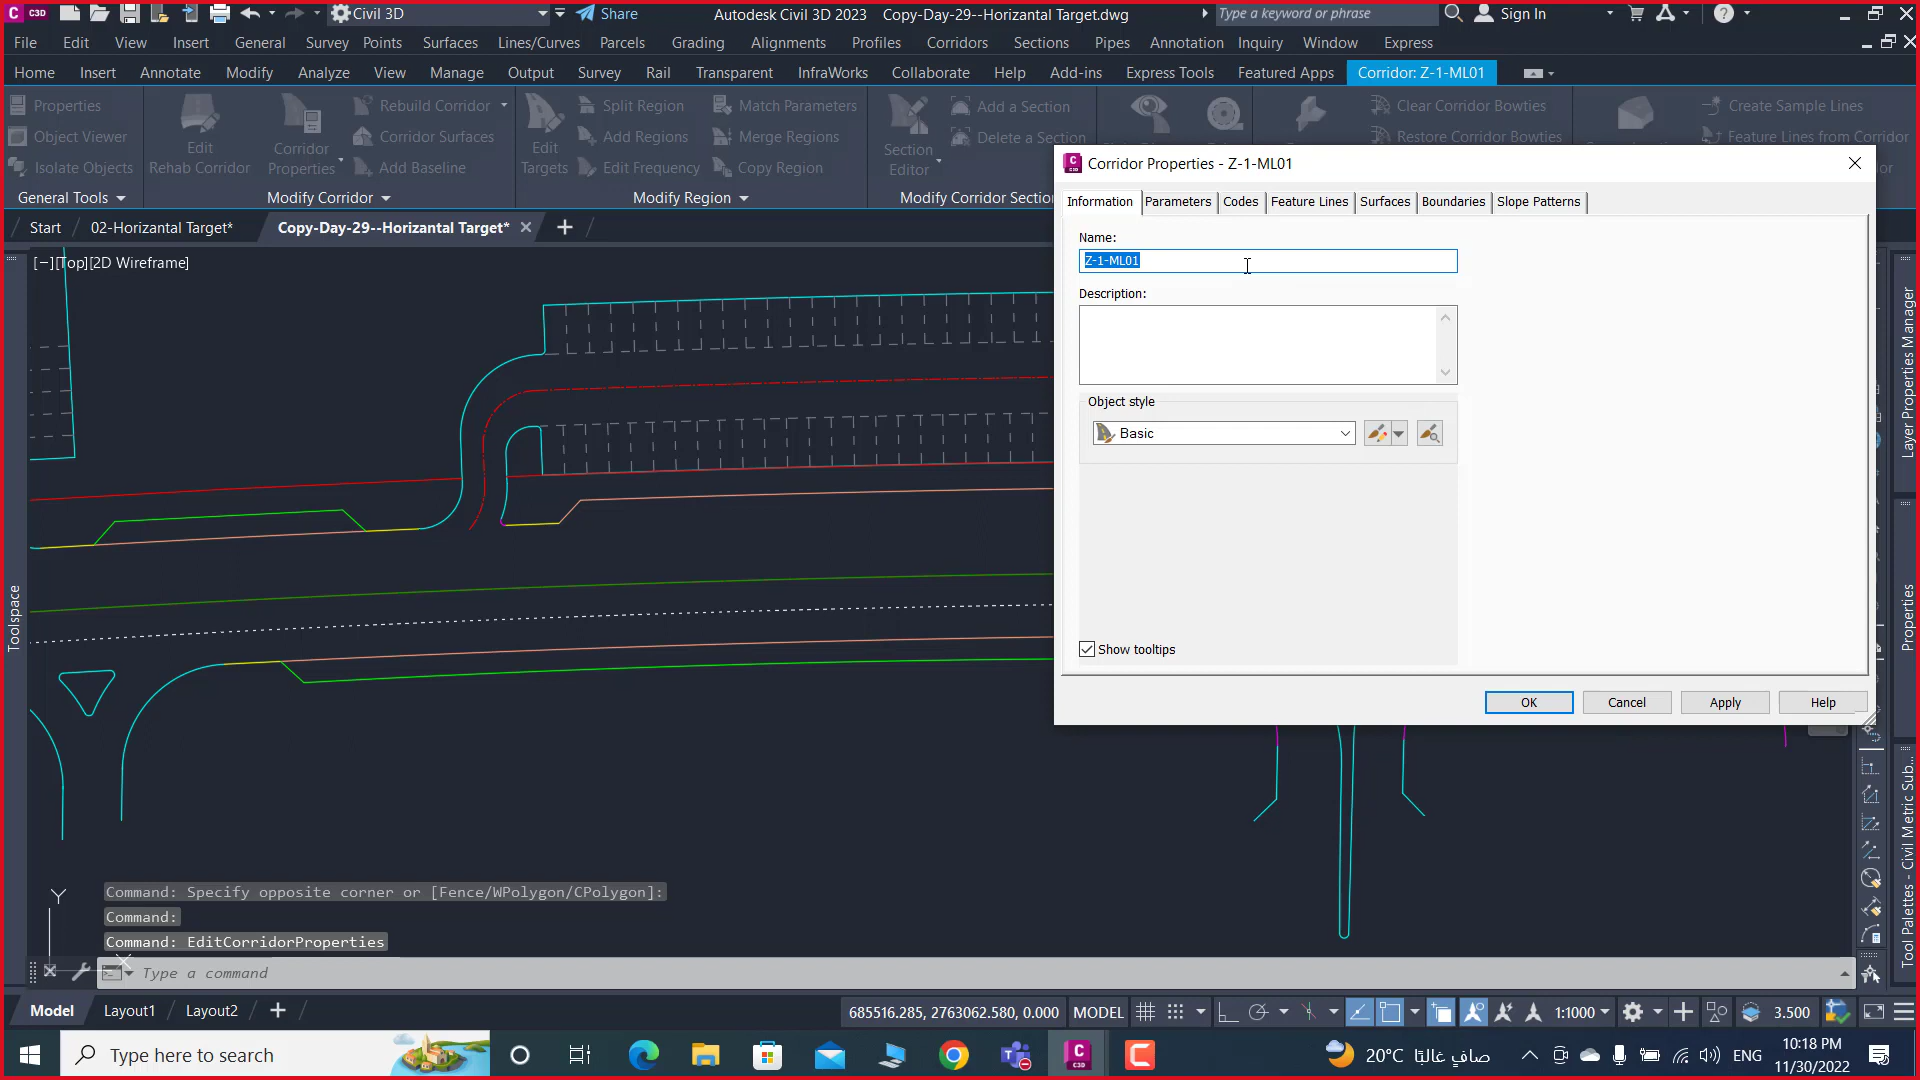 C3D Civil 3D Share Autodesk Civil 3D 2023 Copy-Day-29--Horizantal Target.dwg Type a keyword or phrase Sign In
File Edit View Insert General Survey Points Surfaces Lines/Curves Parcels Grading Alignments Profiles Corridors Sections Pipes Annotation Inquiry Window Express
Home Insert Annotate Modify Analyze View Manage Output Survey Rail Transparent InfraWorks Collaborate Help Add-ins Express Tools Featured Apps Corridor: Z-1-ML01
Properties Rebuild Corridor Split Region Match Parameters Add a Section Clear Corridor Bowties Create Sample Lines
Object Viewer Corridor Surfaces Add Regions Merge Regions Delete a Section Restore Corridor Bowties Feature Lines from Corridor
Isolate Objects Edit Rehab Corridor Corridor Properties Add Baseline Edit Targets Edit Frequency Copy Region Section Editor
General Tools Modify Corridor Modify Region Modify Corridor Section
Start 02-Horizantal Target* Copy-Day-29--Horizantal Target*
[−][Top][2D Wireframe]
Toolspace
Corridor Properties - Z-1-ML01
Information Parameters Codes Feature Lines Surfaces Boundaries Slope Patterns
Name:
Z-1-ML01
Description:
Object style
Basic
Show tooltips
OK Cancel Apply Help
Layer Properties Manager
Properties
Tool Palettes - Civil Metric Sub...
Y
Command: Specify opposite corner or [Fence/WPolygon/CPolygon]:
Command:
Command: EditCorridorProperties
Type a command
Model Layout1 Layout2 685516.285, 2763062.580, 0.000 MODEL 1:1000 3.500
Type here to search 20°C صافٍ غالبًا ENG 10:18 PM
11/30/2022